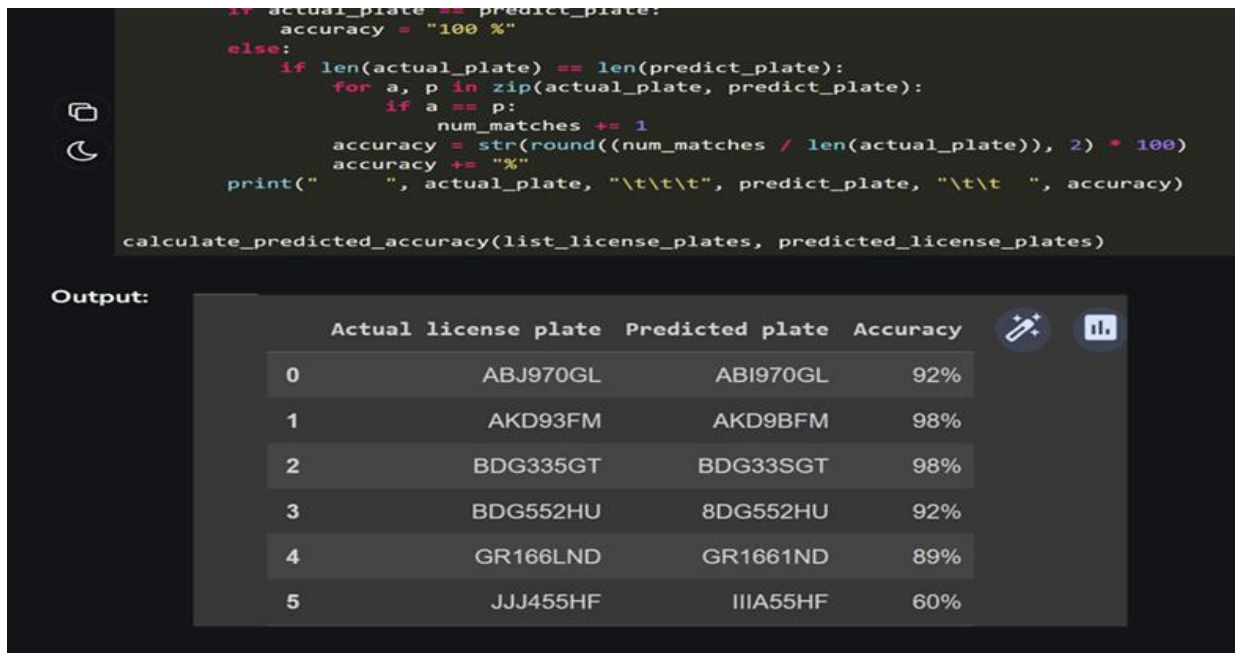 if actual_plate == predict_plate:
accuracy = "100 %"
else:
if len(actual_plate) == len(predict_plate):
for a, p in zip(actual_plate, predict_plate):
if a == p:
num_matches += 1
accuracy = str(round((num_matches / len(actual_plate)), 2) * 100)
accuracy += "%"
print("      ", actual_plate, "\t\t\t", predict_plate, "\t\t  ", accuracy)
calculate_predicted_accuracy(list_license_plates, predicted_license_plates)
Output:
Actual license plate Predicted plate Accuracy
0 ABJ970GL ABI970GL 92%
1 AKD93FM AKD9BFM 98%
2 BDG335GT BDG33SGT 98%
3 BDG552HU 8DG552HU 92%
4 GR166LND GR1661ND 89%
5 JJJ455HF IIIA55HF 60%